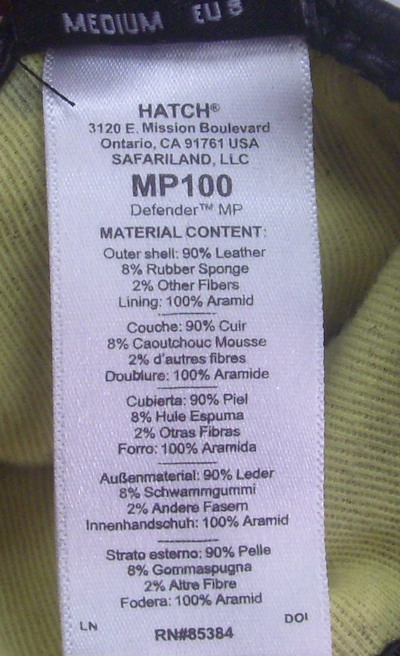 MEDIUM EU 8
HATCH®
3120 E. Mission Boulevard
Ontario, CA 91761 USA
SAFARILAND, LLC
MP100
Defender™ MP
MATERIAL CONTENT:
Outer shell: 90% Leather
8% Rubber Sponge
2% Other Fibers
Lining: 100% Aramid
Couche: 90% Cuir
8% Caoutchouc Mousse
2% d'autres fibres
Doublure: 100% Aramide
Cubierta: 90% Piel
8% Hule Espuma
2% Otras Fibras
Forro: 100% Aramida
Außenmaterial: 90% Leder
8% Schwammgummi
2% Andere Fasern
Innenhandschuh: 100% Aramid
Strato esterno: 90% Pelle
8% Gommaspugna
2% Altre Fibre
Fodera: 100% Aramid
LN DOI
RN#85384